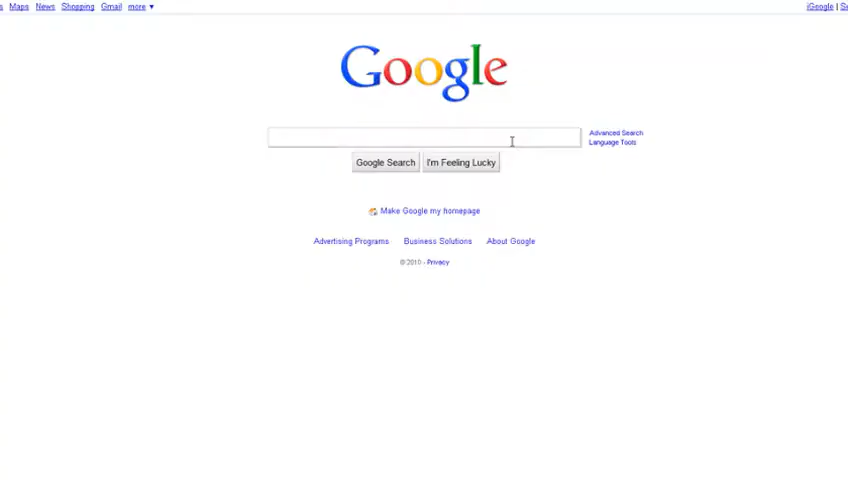 Maps News Shopping Gmail more ▼ iGoogle |
Google
Advanced Search
Language Tools
Google Search I'm Feeling Lucky
Make Google my homepage
Advertising Programs Business Solutions About Google
© 2010 - Privacy